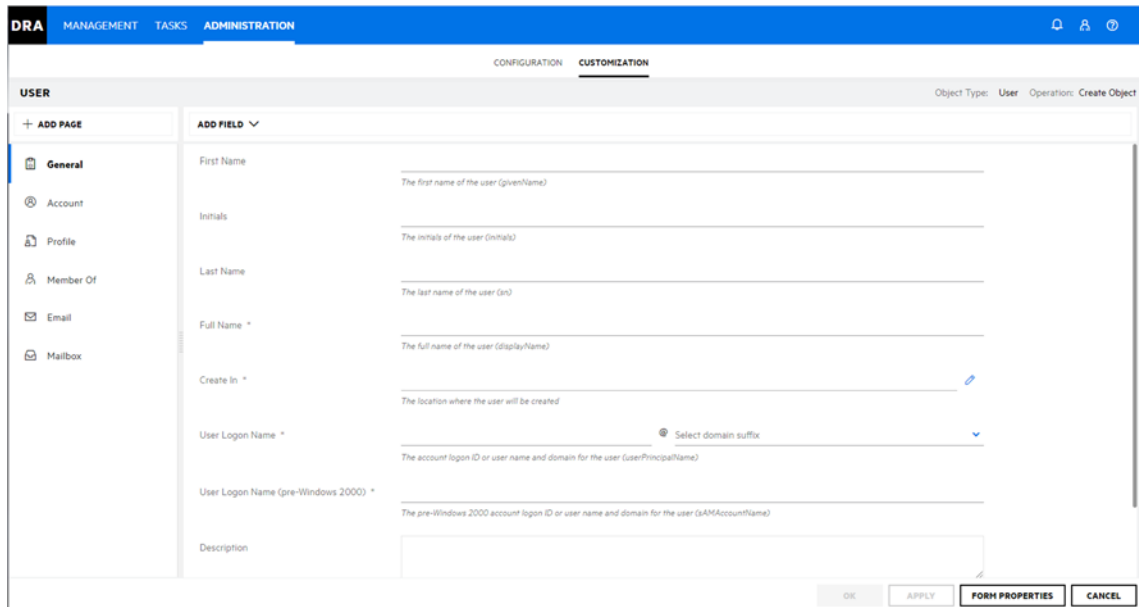 DRA MANAGEMENT TASKS ADMINISTRATION
CONFIGURATION CUSTOMIZATION
USER Object Type: User Operation: Create Object
+ ADD PAGE ADD FIELD
General
Account
Profile
Member Of
Email
Mailbox
First Name
The first name of the user (givenName)
Initials
The initials of the user (initials)
Last Name
The last name of the user (sn)
Full Name *
The full name of the user (displayName)
Create In *
The location where the user will be created
User Logon Name * @ Select domain suffix
The account logon ID or user name and domain for the user (userPrincipalName)
User Logon Name (pre-Windows 2000) *
The pre-Windows 2000 account logon ID or user name and domain for the user (sAMAccountName)
Description
OK APPLY FORM PROPERTIES CANCEL